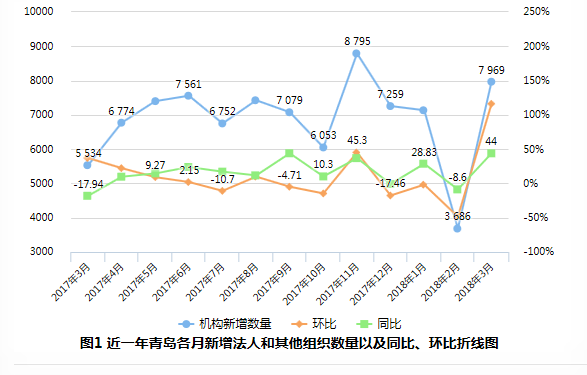 10000
9000
8000
7000
6000
5000
4000
3000
250%
200%
150%
100%
50%
0%
-50%
-100%
5 534
6 774
7 561
6 752
7 079
6 053
8 795
7 259
3 686
7 969
-17.94
9.27
2.15
-10.7
-4.71
10.3
45.3
-17.46
28.83
-8.6
44
2017年3月
2017年4月
2017年5月
2017年6月
2017年7月
2017年8月
2017年9月
2017年10月
2017年11月
2017年12月
2018年1月
2018年2月
2018年3月
机构新增数量 环比 同比
图1 近一年青岛各月新增法人和其他组织数量以及同比、环比折线图